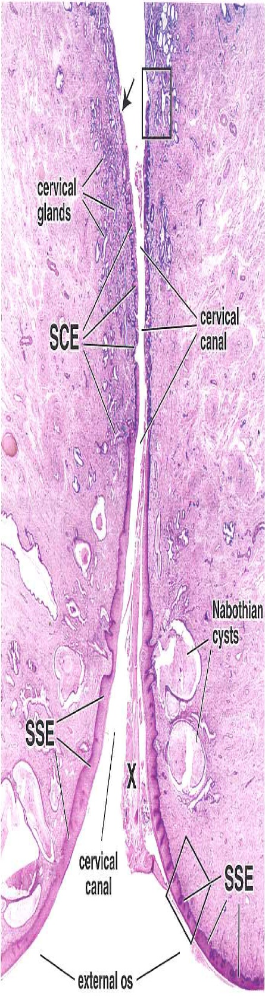 cervical
glands
SCE
cervical
canal
Nabothian
cysts
SSE
X
cervical
canal
SSE
external os